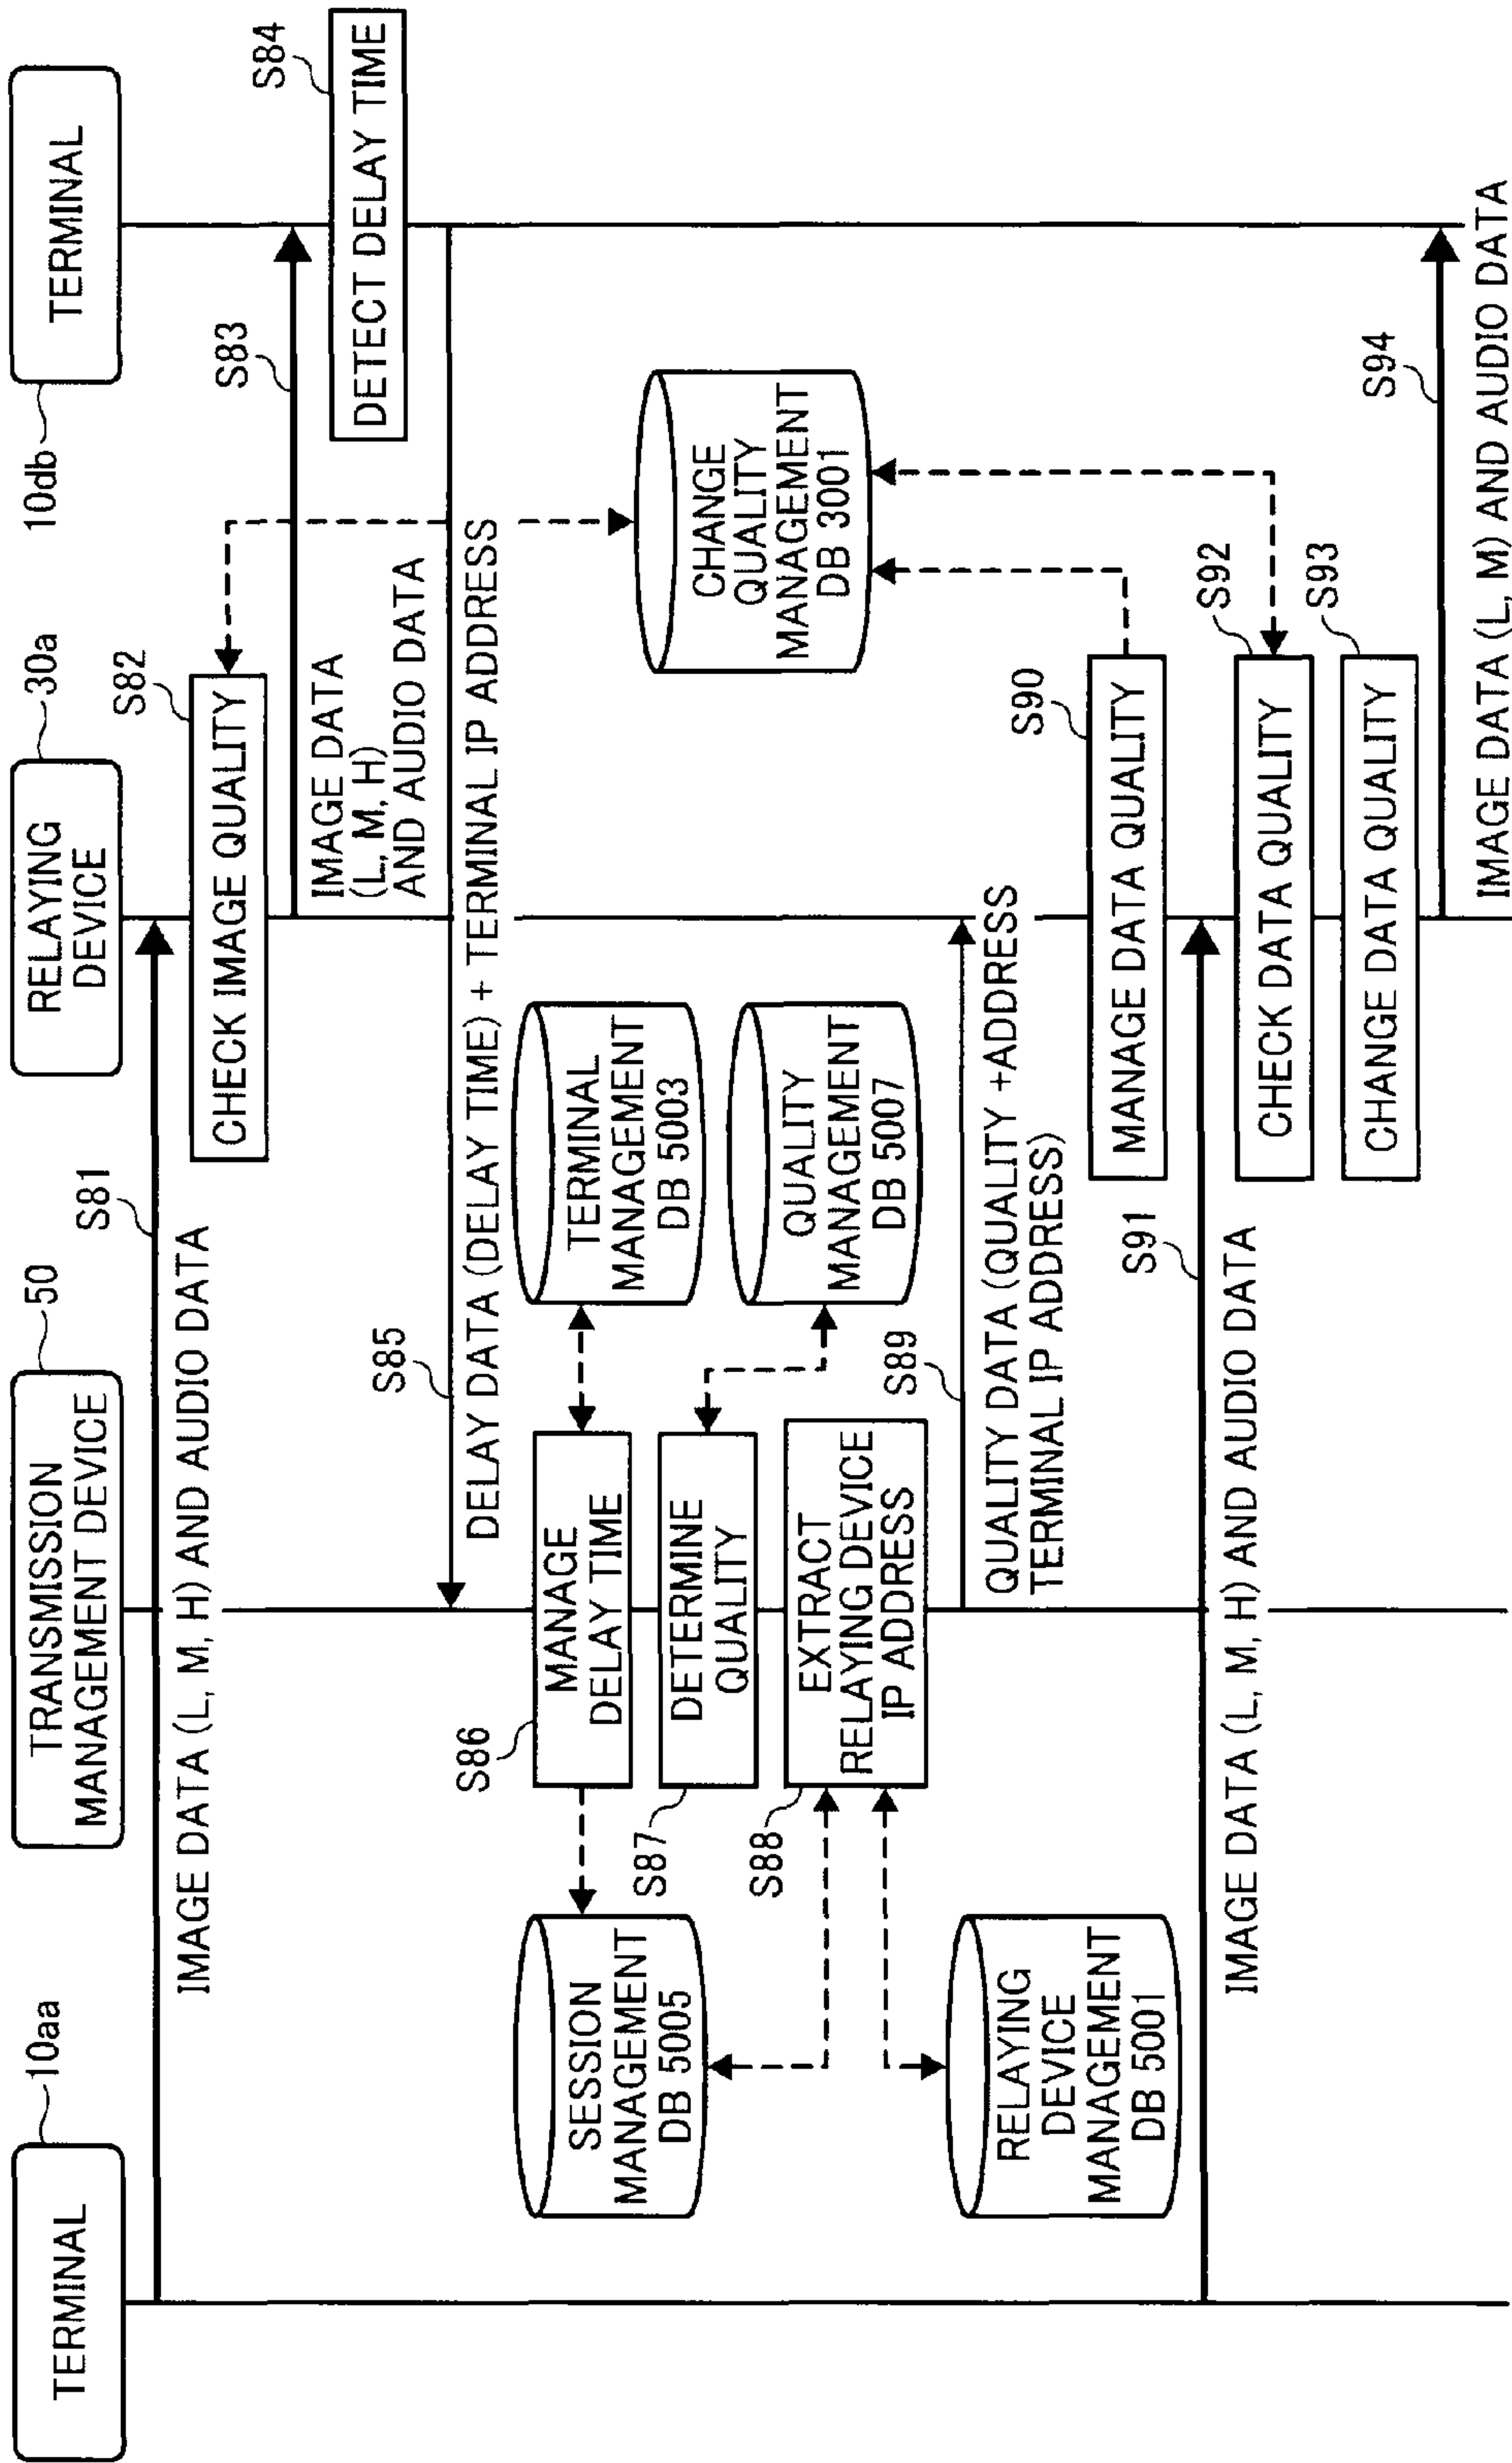 TERMINAL
10aa
TRANSMISSION
MANAGEMENT DEVICE
50
RELAYING
DEVICE
30a
TERMINAL
10db
S81
IMAGE DATA (L, M, H) AND AUDIO DATA
S82
CHECK IMAGE QUALITY
S83
IMAGE DATA
(L, M, H)
AND AUDIO DATA
S84
DETECT DELAY TIME
S85
DELAY DATA (DELAY TIME) + TERMINAL IP ADDRESS
S86
MANAGE
DELAY TIME
SESSION
MANAGEMENT
DB 5005
TERMINAL
MANAGEMENT
DB 5003
CHANGE
QUALITY
MANAGEMENT
DB 3001
S87
DETERMINE
QUALITY
QUALITY
MANAGEMENT
DB 5007
S88
EXTRACT
RELAYING DEVICE
IP ADDRESS
RELAYING
DEVICE
MANAGEMENT
DB 5001
S89
QUALITY DATA (QUALITY +ADDRESS
TERMINAL IP ADDRESS)
S90
MANAGE DATA QUALITY
S91
IMAGE DATA (L, M, H) AND AUDIO DATA
S92
CHECK DATA QUALITY
S93
CHANGE DATA QUALITY
S94
IMAGE DATA (L, M) AND AUDIO DATA